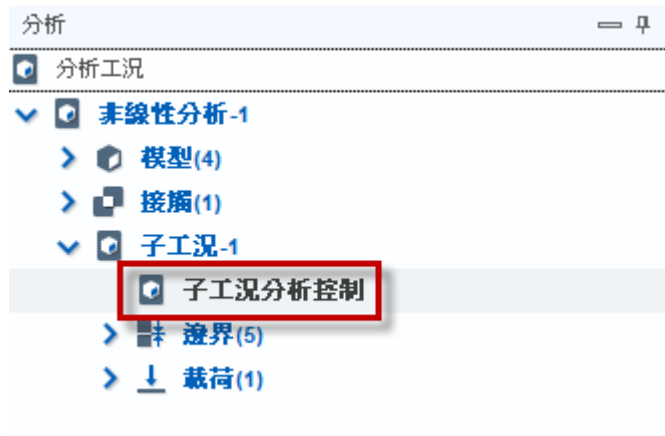 分析
分析工况
非線性分析-1
模型(4)
接觸(1)
子工況-1
子工況分析控制
邊界(5)
載荷(1)